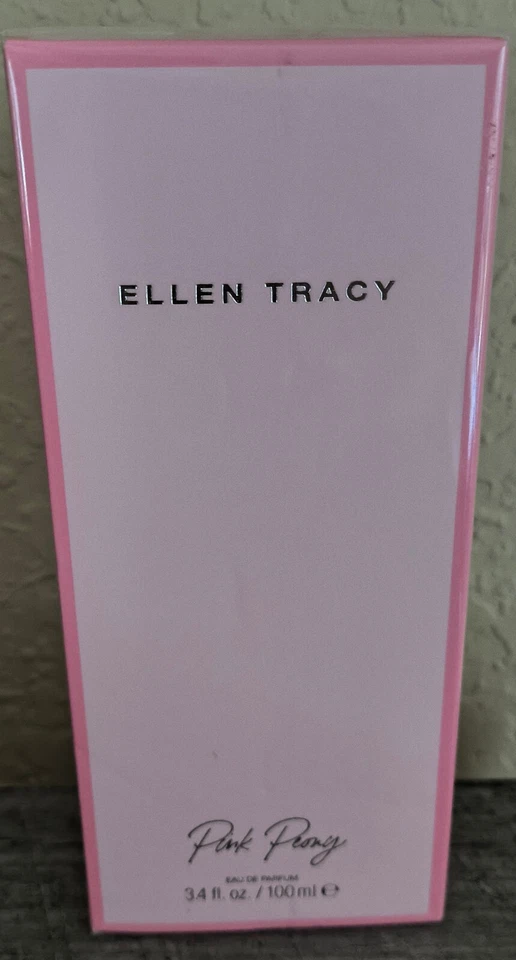 ELLEN TRACY
Pink Peony
EAU DE PARFUM
3.4 fl. oz. / 100 ml ℮